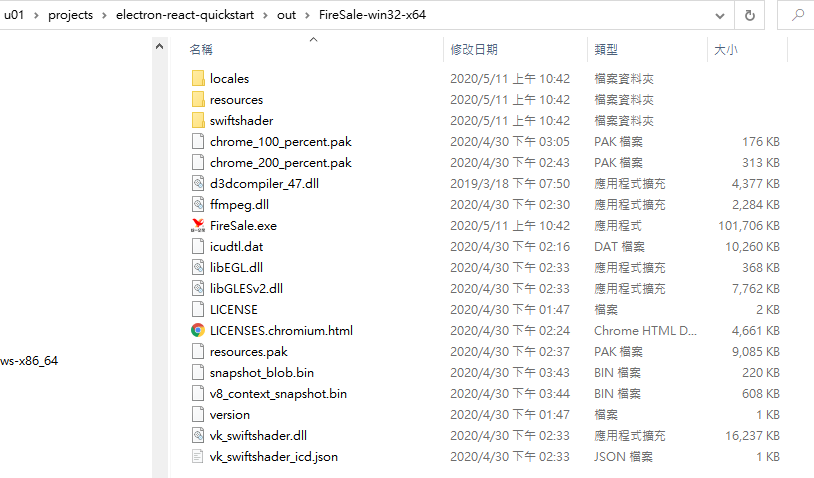 u01 > projects > electron-react-quickstart > out > FireSale-win32-x64
名稱 修改日期 類型 大小
locales 2020/5/11 上午 10:42 檔案資料夾
resources 2020/5/11 上午 10:42 檔案資料夾
swiftshader 2020/5/11 上午 10:42 檔案資料夾
chrome_100_percent.pak 2020/4/30 下午 03:05 PAK 檔案 176 KB
chrome_200_percent.pak 2020/4/30 下午 02:43 PAK 檔案 313 KB
d3dcompiler_47.dll 2019/3/18 下午 07:50 應用程式擴充 4,377 KB
ffmpeg.dll 2020/4/30 下午 02:30 應用程式擴充 2,284 KB
FireSale.exe 2020/5/11 上午 10:42 應用程式 101,706 KB
icudtl.dat 2020/4/30 下午 02:16 DAT 檔案 10,260 KB
libEGL.dll 2020/4/30 下午 02:33 應用程式擴充 368 KB
libGLESv2.dll 2020/4/30 下午 02:33 應用程式擴充 7,762 KB
LICENSE 2020/4/30 下午 01:47 檔案 2 KB
LICENSES.chromium.html 2020/4/30 下午 02:24 Chrome HTML D... 4,661 KB
resources.pak 2020/4/30 下午 02:37 PAK 檔案 9,085 KB
ws-x86_64
snapshot_blob.bin 2020/4/30 下午 03:43 BIN 檔案 220 KB
v8_context_snapshot.bin 2020/4/30 下午 03:44 BIN 檔案 608 KB
version 2020/4/30 下午 01:47 檔案 1 KB
vk_swiftshader.dll 2020/4/30 下午 02:33 應用程式擴充 16,237 KB
vk_swiftshader_icd.json 2020/4/30 下午 02:33 JSON 檔案 1 KB